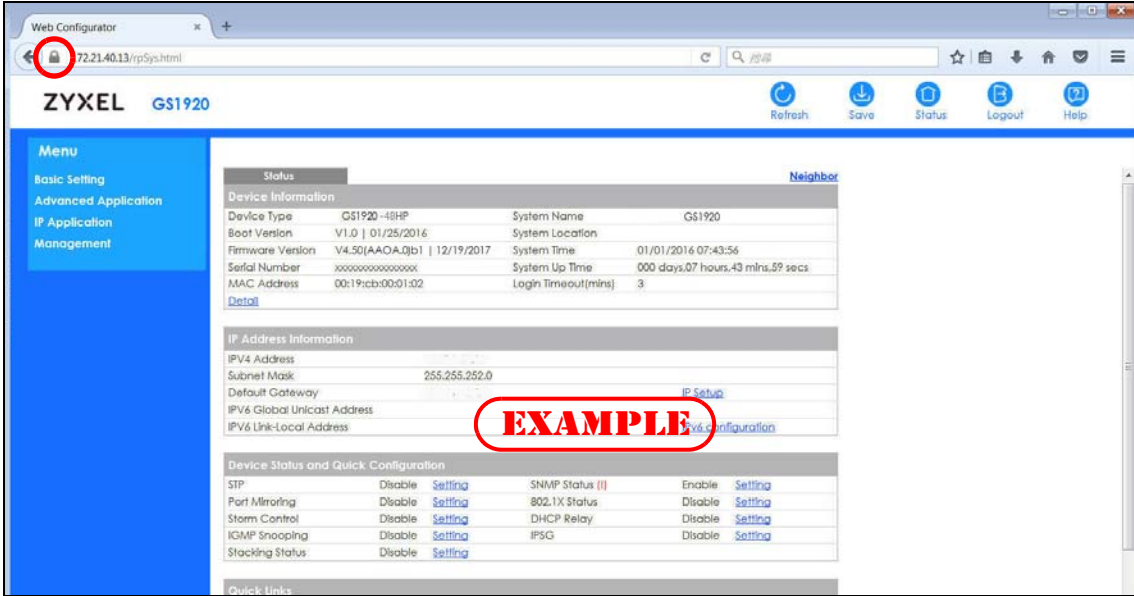 Web Configurator
72.21.40.13/rpSys.html
搜尋
ZYXEL GS1920
Refresh Save Status Logout Help
Menu
Basic Setting
Advanced Application
IP Application
Management
Status Neighbor
Device Information
Device Type GS1920-48HP System Name GS1920
Boot Version V1.0 | 01/25/2016 System Location
Firmware Version V4.50(AAOA.0)b1 | 12/19/2017 System Time 01/01/2016 07:43:56
Serial Number xxxxxxxxxxxxxxxx System Up Time 000 days,07 hours,43 mins,59 secs
MAC Address 00:19:cb:00:01:02 Login Timeout(mins) 3
Detail
IP Address Information
IPV4 Address
Subnet Mask 255.255.252.0
Default Gateway IP Setup
IPV6 Global Unicast Address
EXAMPLE
IPV6 Link-Local Address IPv6 configuration
Device Status and Quick Configuration
STP Disable Setting SNMP Status (!) Enable Setting
Port Mirroring Disable Setting 802.1X Status Disable Setting
Storm Control Disable Setting DHCP Relay Disable Setting
IGMP Snooping Disable Setting IPSG Disable Setting
Stacking Status Disable Setting
Quick Links